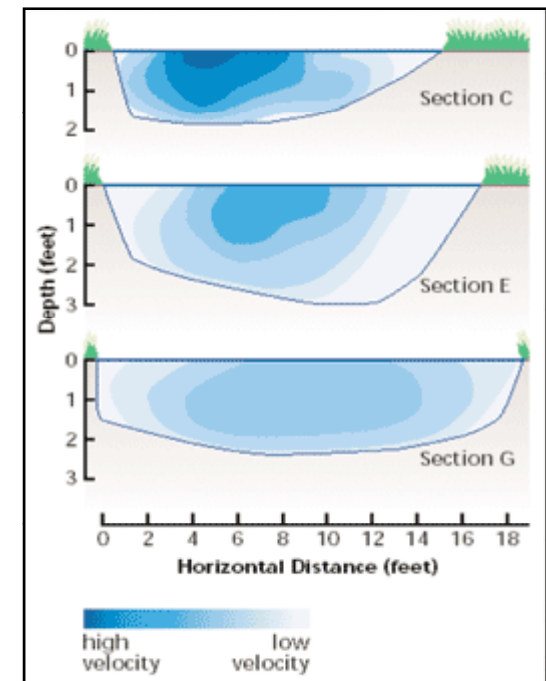 0
1
2
Section C
0
1
2
3
Section E
Depth (feet)
0
1
2
3
Section G
0 2 4 6 8 10 12 14 16 18
Horizontal Distance (feet)
high low
velocity velocity